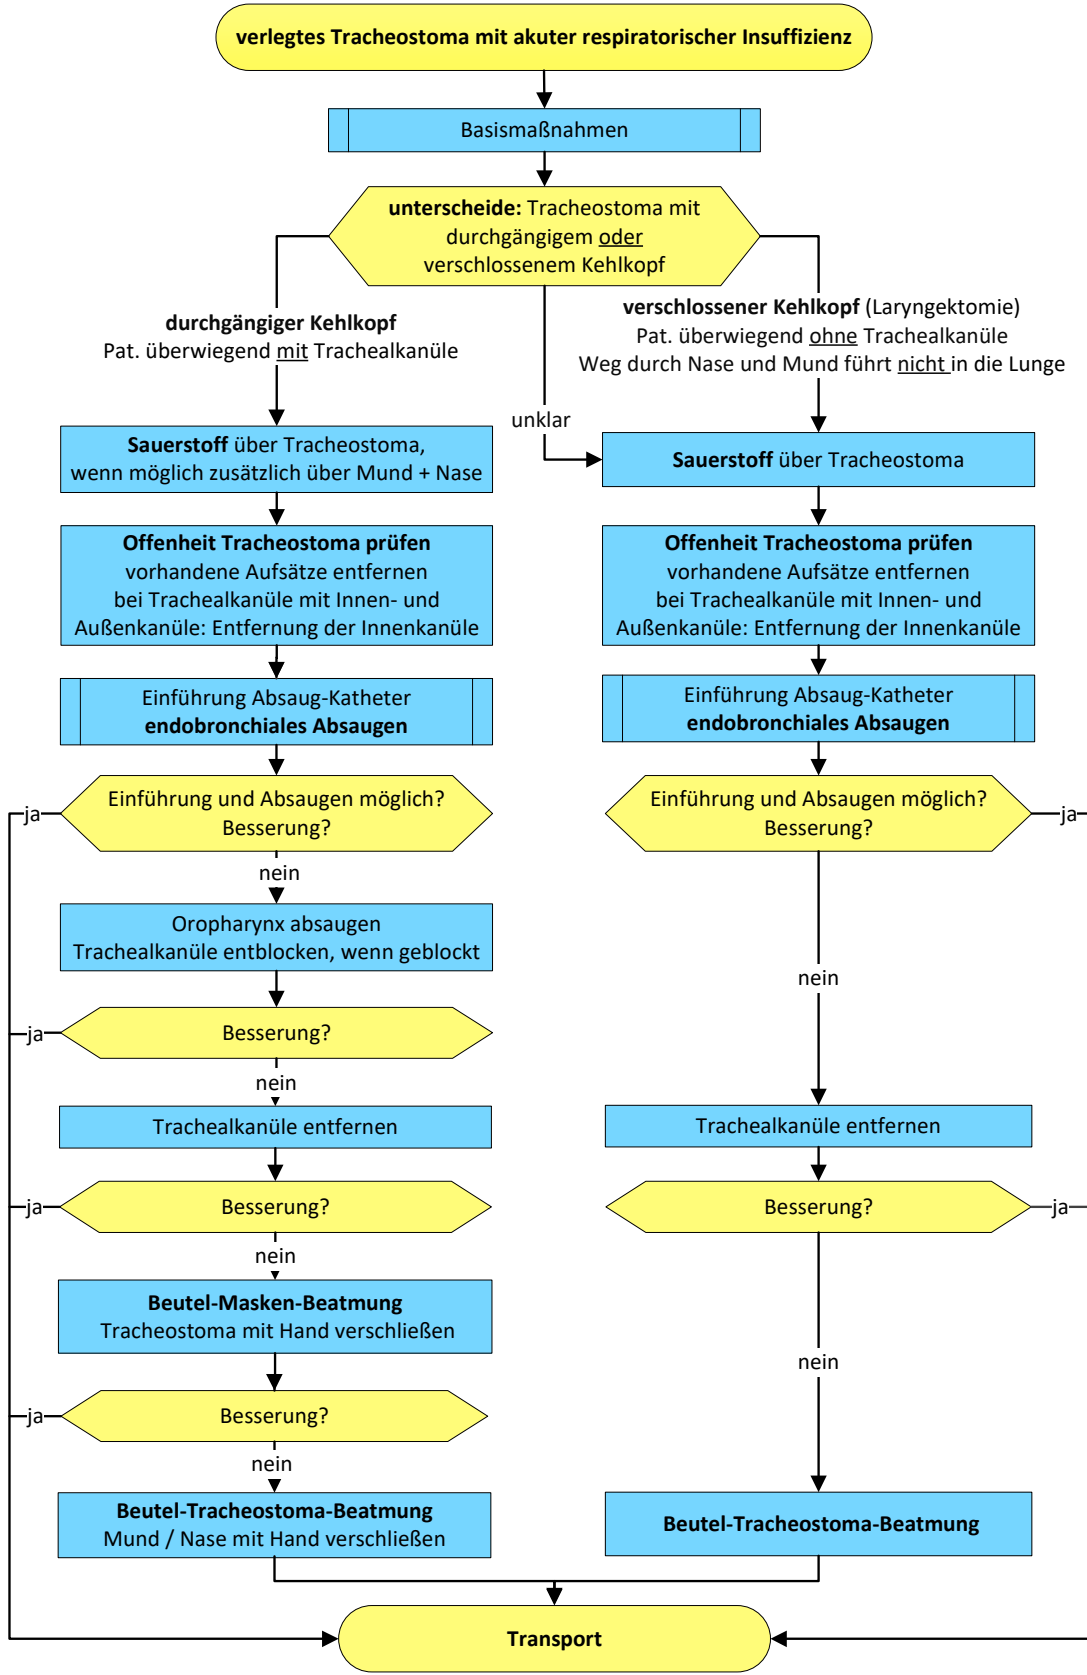 verlegtes Tracheostoma mit akuter respiratorischer Insuffizienz
Basismaßnahmen
unterscheide: Tracheostoma mit
durchgängigem oder
verschlossenem Kehlkopf
durchgängiger Kehlkopf
Pat. überwiegend mit Trachealkanüle
verschlossener Kehlkopf (Laryngektomie)
Pat. überwiegend ohne Trachealkanüle
Weg durch Nase und Mund führt nicht in die Lunge
unklar
Sauerstoff über Tracheostoma,
wenn möglich zusätzlich über Mund + Nase
Sauerstoff über Tracheostoma
Offenheit Tracheostoma prüfen
vorhandene Aufsätze entfernen
bei Trachealkanüle mit Innen- und
Außenkanüle: Entfernung der Innenkanüle
Offenheit Tracheostoma prüfen
vorhandene Aufsätze entfernen
bei Trachealkanüle mit Innen- und
Außenkanüle: Entfernung der Innenkanüle
Einführung Absaug-Katheter
endobronchiales Absaugen
Einführung Absaug-Katheter
endobronchiales Absaugen
ja
Einführung und Absaugen möglich?
Besserung?
Einführung und Absaugen möglich?
Besserung?
ja
nein
Oropharynx absaugen
Trachealkanüle entblocken, wenn geblockt
nein
ja
Besserung?
nein
Trachealkanüle entfernen
Trachealkanüle entfernen
ja
Besserung?
Besserung?
ja
nein
Beutel-Masken-Beatmung
Tracheostoma mit Hand verschließen
nein
ja
Besserung?
nein
Beutel-Tracheostoma-Beatmung
Mund / Nase mit Hand verschließen
Beutel-Tracheostoma-Beatmung
Transport